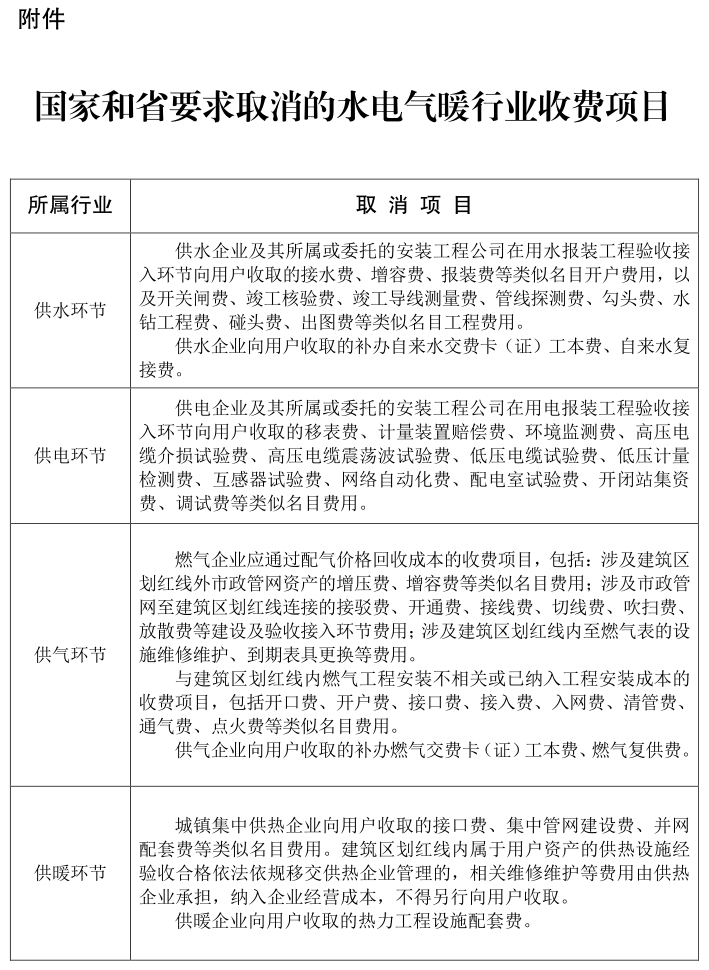 附件
国家和省要求取消的水电气暖行业收费项目
所属行业
取 消 项 目
供水环节
供水企业及其所属或委托的安装工程公司在用水报装工程验收接
入环节向用户收取的接水费、增容费、报装费等类似名目开户费用，以
及开关闸费、竣工核验费、竣工导线测量费、管线探测费、勾头费、水
钻工程费、碰头费、出图费等类似名目工程费用。
供水企业向用户收取的补办自来水交费卡（证）工本费、自来水复
接费。
供电环节
供电企业及其所属或委托的安装工程公司在用电报装工程验收接
入环节向用户收取的移表费、计量装置赔偿费、环境监测费、高压电
缆介损试验费、高压电缆震荡波试验费、低压电缆试验费、低压计量
检测费、互感器试验费、网络自动化费、配电室试验费、开闭站集资
费、调试费等类似名目费用。
供气环节
燃气企业应通过配气价格回收成本的收费项目，包括：涉及建筑区
划红线外市政管网资产的增压费、增容费等类似名目费用；涉及市政管
网至建筑区划红线连接的接驳费、开通费、接线费、切线费、吹扫费、
放散费等建设及验收接入环节费用；涉及建筑区划红线内至燃气表的设
施维修维护、到期表具更换等费用。
与建筑区划红线内燃气工程安装不相关或已纳入工程安装成本的
收费项目，包括开口费、开户费、接口费、接入费、入网费、清管费、
通气费、点火费等类似名目费用。
供气企业向用户收取的补办燃气交费卡（证）工本费、燃气复供费。
供暖环节
城镇集中供热企业向用户收取的接口费、集中管网建设费、并网
配套费等类似名目费用。建筑区划红线内属于用户资产的供热设施经
验收合格依法依规移交供热企业管理的，相关维修维护等费用由供热
企业承担，纳入企业经营成本，不得另行向用户收取。
供暖企业向用户收取的热力工程设施配套费。